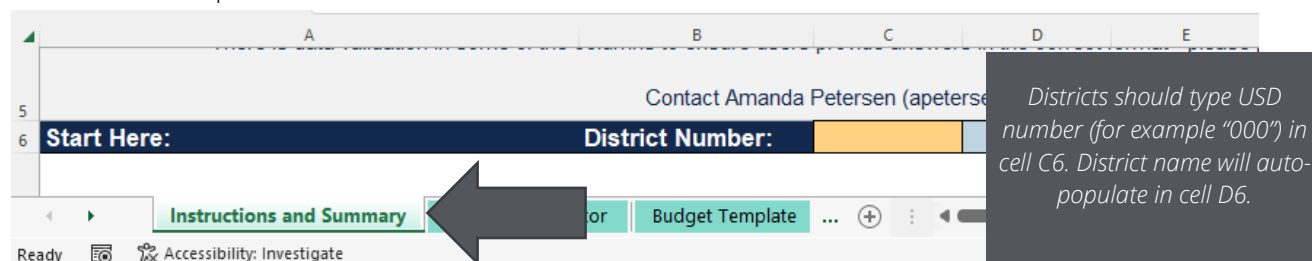 A B C D E
5 Contact Amanda Petersen (apeterse
Districts should type USD
number (for example “000”) in
cell C6. District name will auto-
populate in cell D6.
6 Start Here: District Number:
Instructions and Summary tor Budget Template ...
Ready Accessibility: Investigate